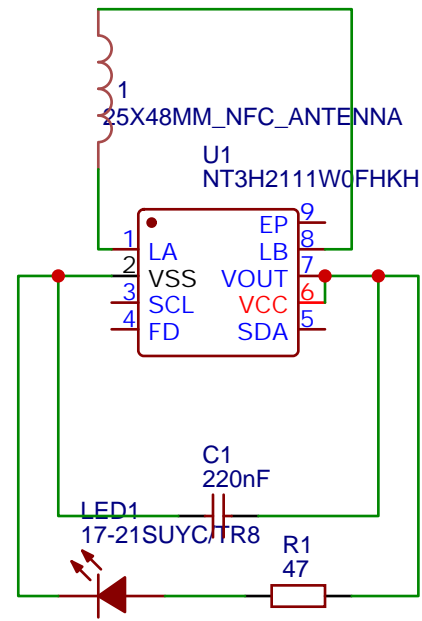 1
25X48MM_NFC_ANTENNA
U1
NT3H2111W0FHKH
EP 9
1 LA LB 8
2 VSS VOUT 7
3 SCL VCC 6
4 FD SDA 5
C1
220nF
LED1
17-21SUYC/TR8
R1
47